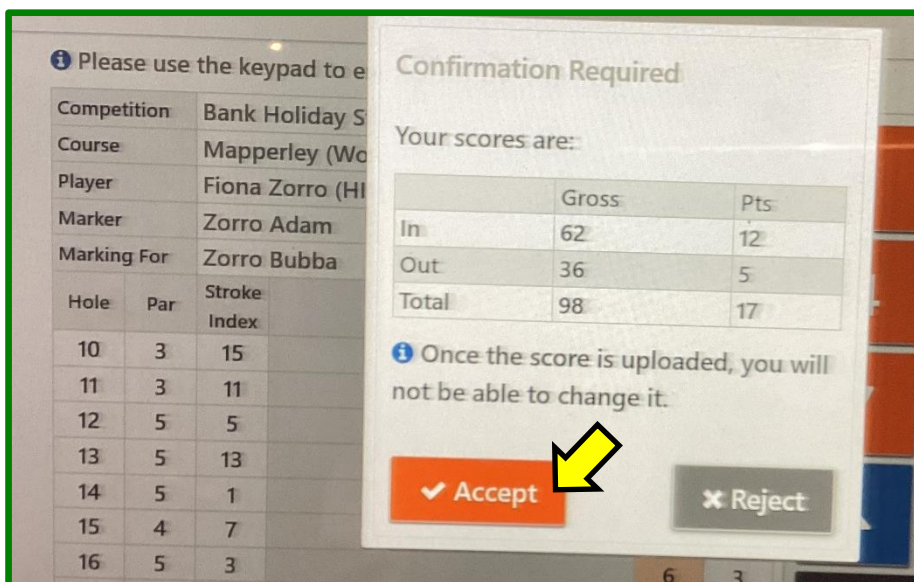 Please use the keypad to e
Competition Bank Holiday S
Course Mapperley (Wo
Player Fiona Zorro (HI
Marker Zorro Adam
Marking For Zorro Bubba
Hole Par Stroke Index
10 3 15
11 3 11
12 5 5
13 5 13
14 5 1
15 4 7
16 5 3
6 3
Confirmation Required
Your scores are:
Gross Pts
In 62 12
Out 36 5
Total 98 17
Once the score is uploaded, you will
not be able to change it.
Accept
Reject